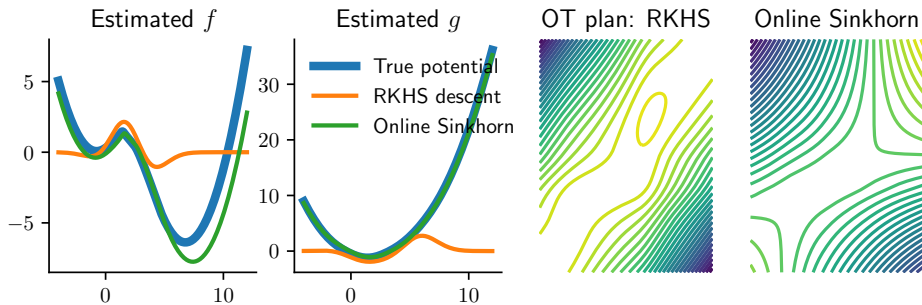 Estimated f
Estimated g
OT plan: RKHS
Online Sinkhorn
5
0
−5
0
10
30
20
10
0
0
10
True potential
RKHS descent
Online Sinkhorn